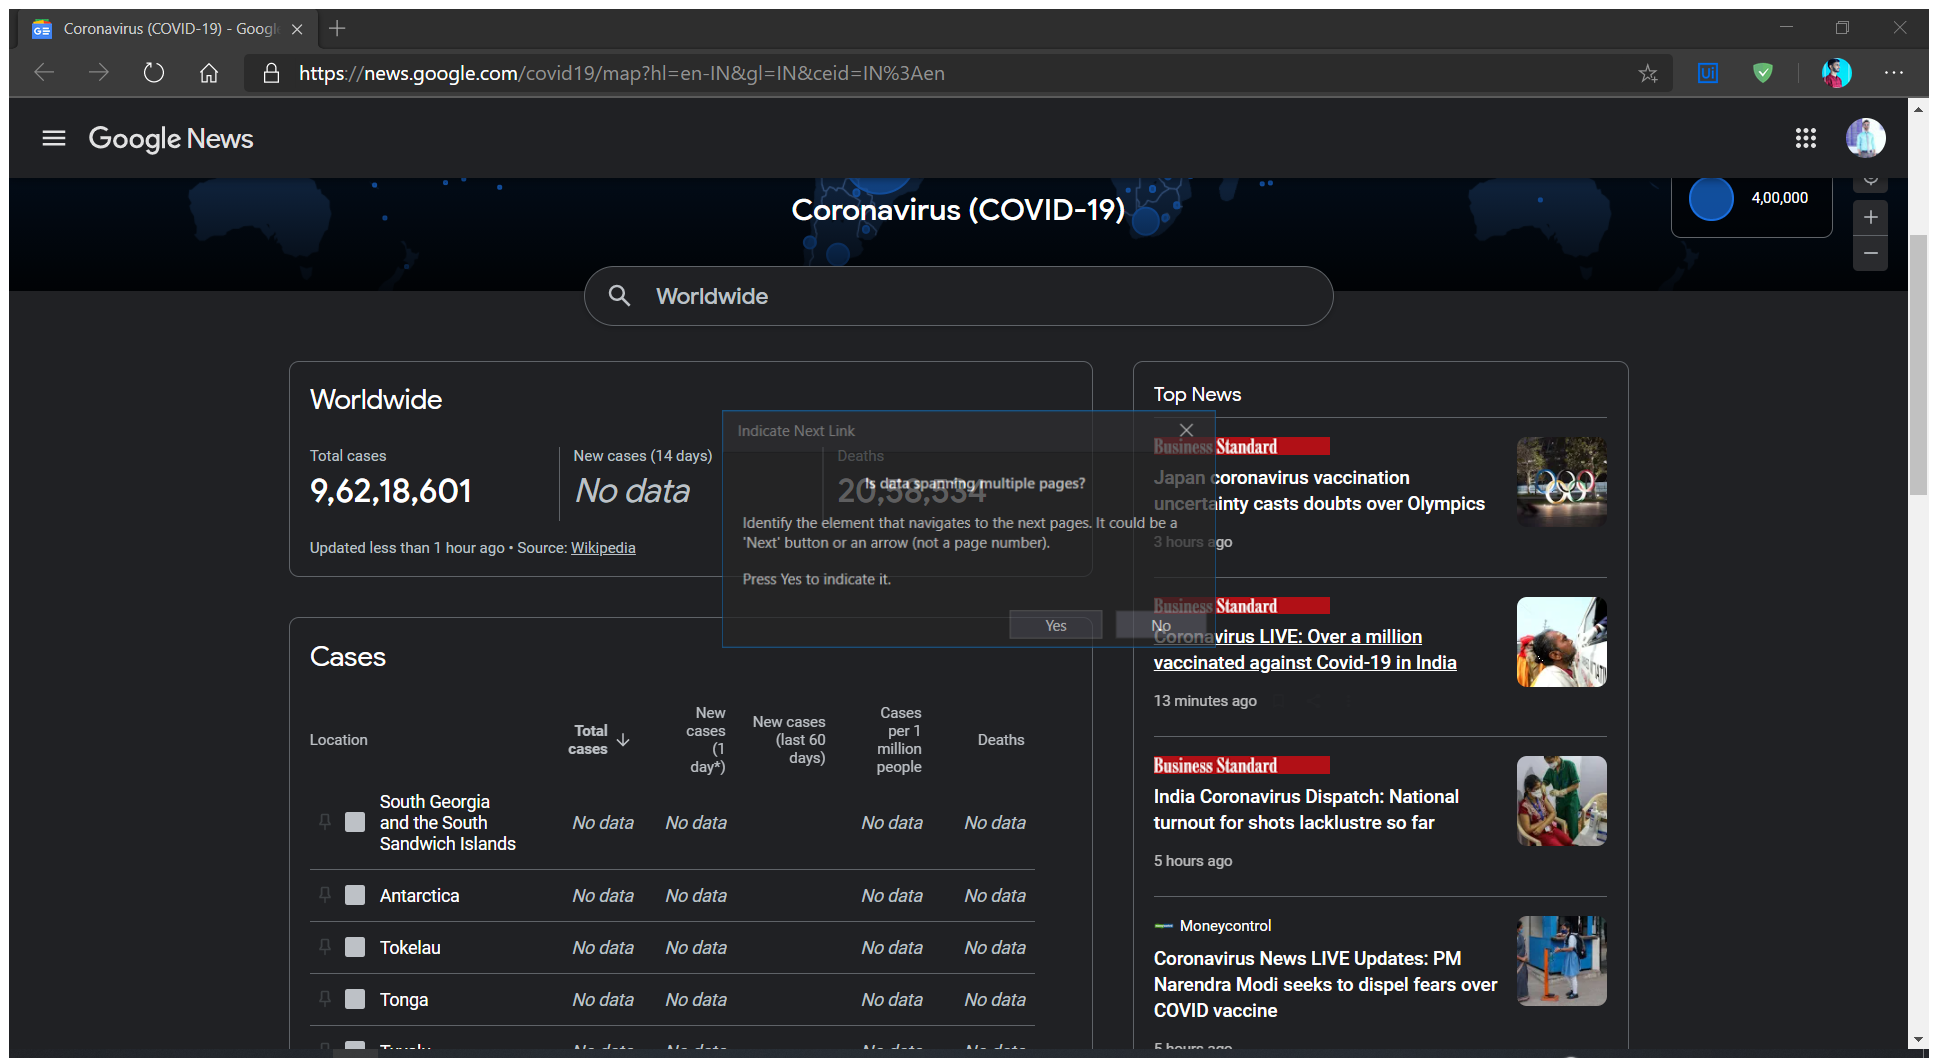 Coronavirus (COVID-19) - Googl
https://news.google.com/covid19/map?hl=en-IN&gl=IN&ceid=IN%3Aen
Google News
Coronavirus (COVID-19)
4,00,000
Worldwide
Worldwide
Total cases
9,62,18,601
New cases (14 days)
No data
Deaths
20,58,534
Updated less than 1 hour ago • Source: Wikipedia
Indicate Next Link
Is data spanning multiple pages?
Identify the element that navigates to the next pages. It could be a
'Next' button or an arrow (not a page number).
Press Yes to indicate it.
Yes
No
Cases
Location
Total
cases
New
cases
(1
day*)
New cases
(last 60
days)
Cases
per 1
million
people
Deaths
South Georgia
and the South
Sandwich Islands
No data No data No data No data
Antarctica No data No data No data No data
Tokelau No data No data No data No data
Tonga No data No data No data No data
Top News
Business Standard
Japan coronavirus vaccination
uncertainty casts doubts over Olympics
3 hours ago
Business Standard
Coronavirus LIVE: Over a million
vaccinated against Covid-19 in India
13 minutes ago
Business Standard
India Coronavirus Dispatch: National
turnout for shots lacklustre so far
5 hours ago
Moneycontrol
Coronavirus News LIVE Updates: PM
Narendra Modi seeks to dispel fears over
COVID vaccine
5 hours ago